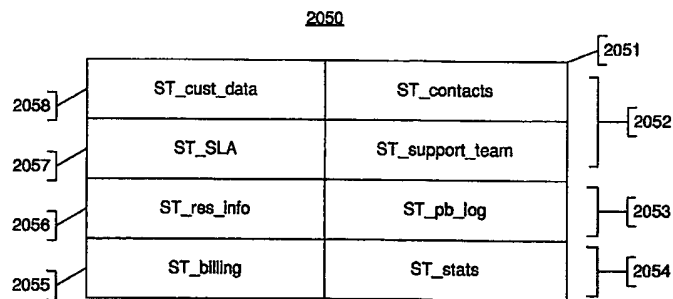 2050
2051
2058 ST_cust_data ST_contacts
2052
2057 ST_SLA ST_support_team
2056 ST_res_info ST_pb_log 2053
2055 ST_billing ST_stats 2054